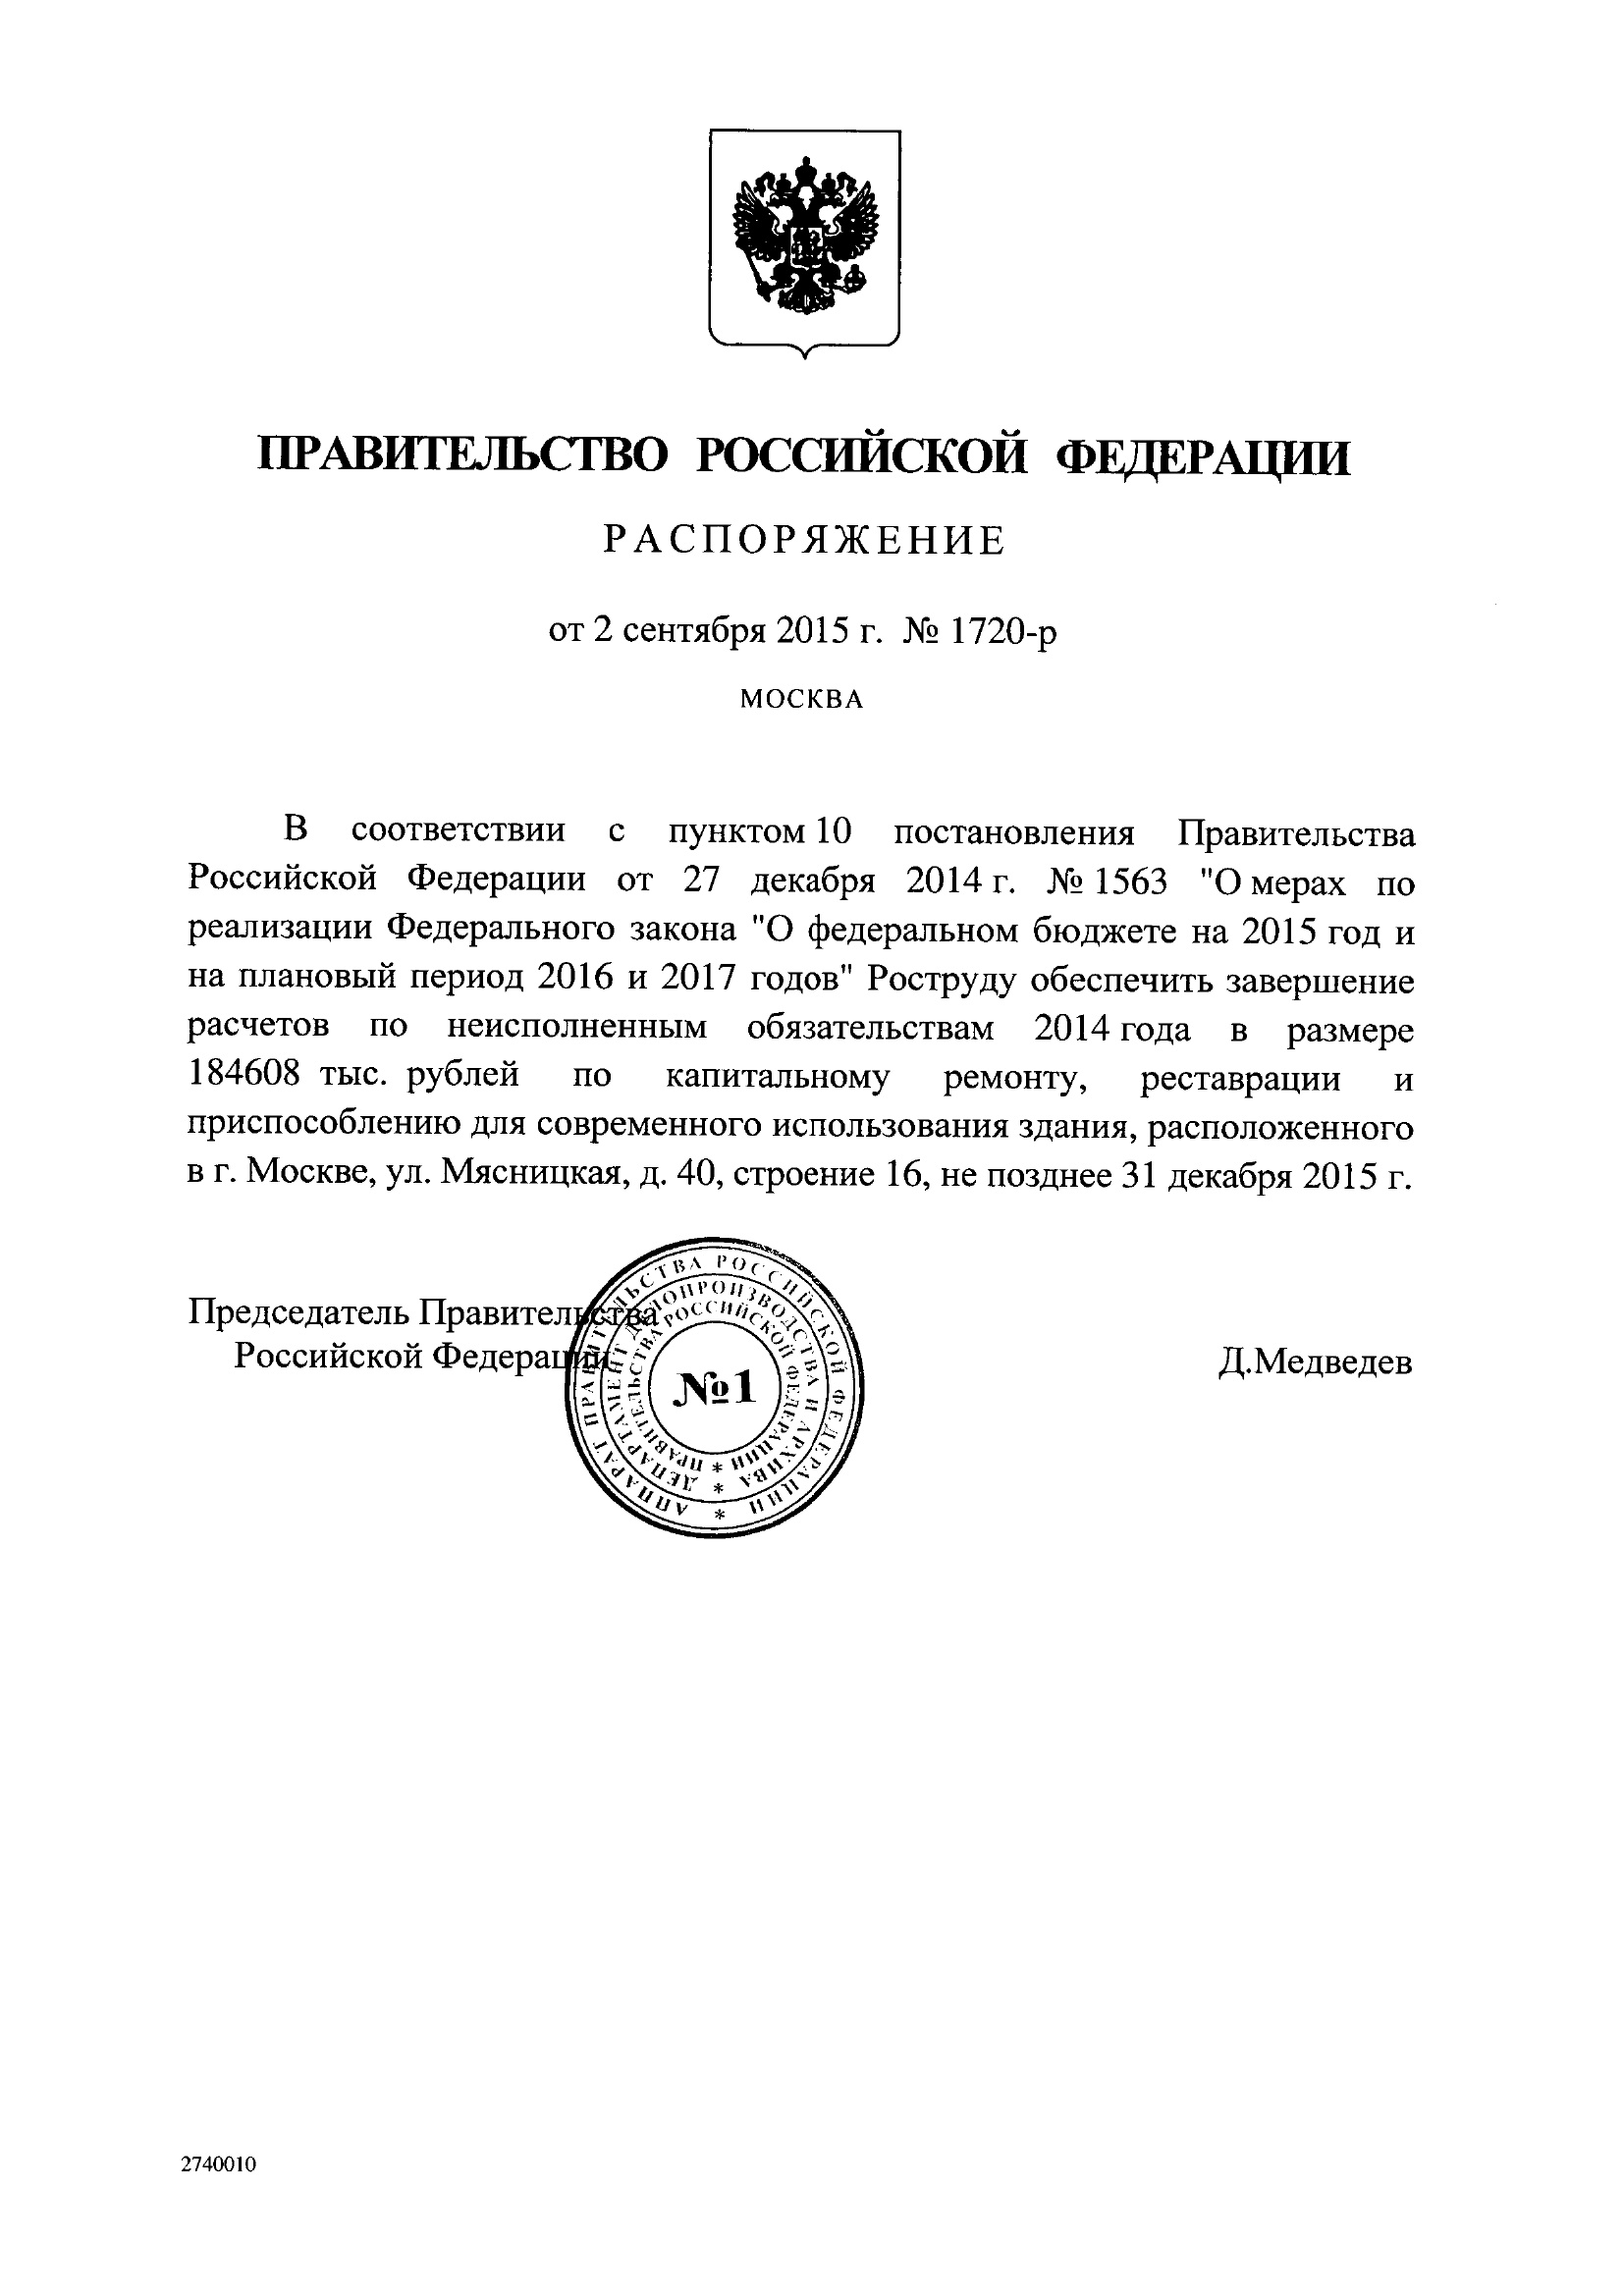 ПРАВИТЕЛЬСТВО РОССИЙСКОЙ ФЕДЕРАЦИИ
РАСПОРЯЖЕНИЕ
от 2 сентября 2015 г. № 1720-р
МОСКВА
В соответствии с пунктом 10 постановления Правительства
Российской Федерации от 27 декабря 2014 г. № 1563 "О мерах по
реализации Федерального закона "О федеральном бюджете на 2015 год и
на плановый период 2016 и 2017 годов" Роструду обеспечить завершение
расчетов по неисполненным обязательствам 2014 года в размере
184608 тыс. рублей по капитальному ремонту, реставрации и
приспособлению для современного использования здания, расположенного
в г. Москве, ул. Мясницкая, д. 40, строение 16, не позднее 31 декабря 2015 г.
Председатель Правительства
Российской Федерации
Д.Медведев
АППАРАТ ПРАВИТЕЛЬСТВА РОССИЙСКОЙ ФЕДЕРАЦИИ *
ДЕПАРТАМЕНТ ДЕЛОПРОИЗВОДСТВА И АРХИВА *
ПРАВИТЕЛЬСТВА РОССИЙСКОЙ ФЕДЕРАЦИИ *
№1
2740010